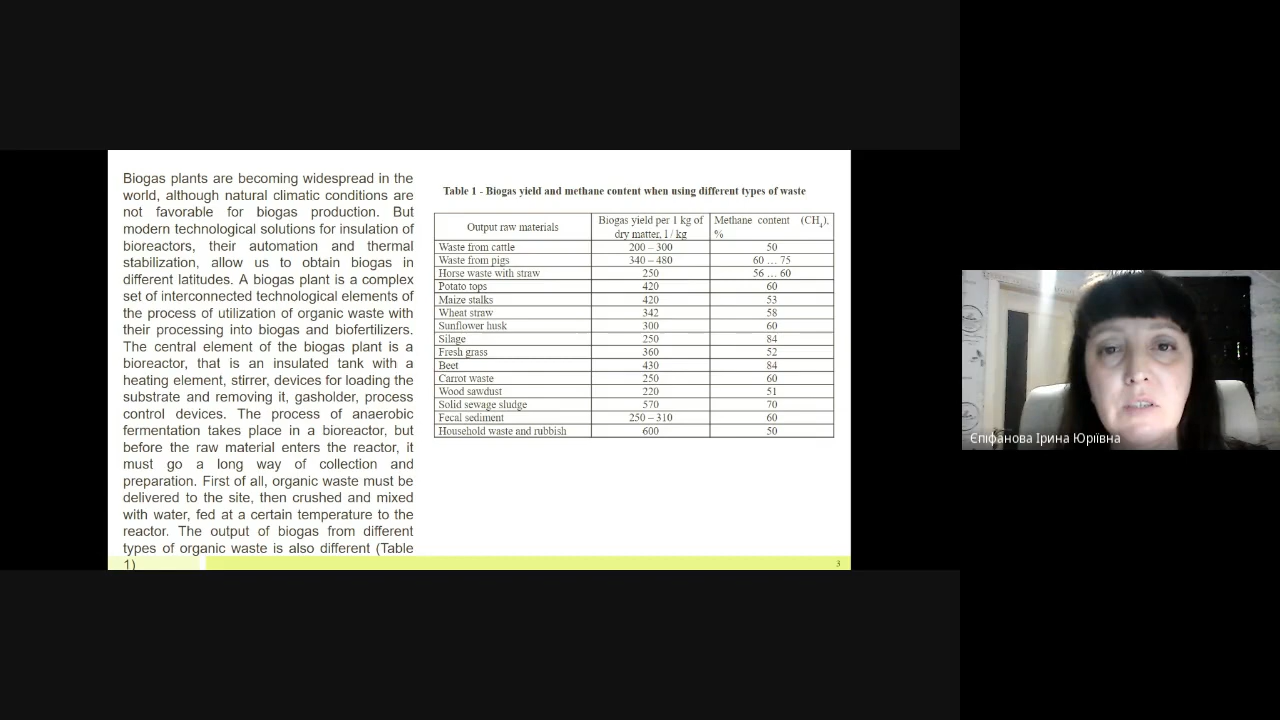 Biogas plants are becoming widespread in the
world, although natural climatic conditions are
not favorable for biogas production. But
modern technological solutions for insulation of
bioreactors, their automation and thermal
stabilization, allow us to obtain biogas in
different latitudes. A biogas plant is a complex
set of interconnected technological elements of
the process of utilization of organic waste with
their processing into biogas and biofertilizers.
The central element of the biogas plant is a
bioreactor, that is an insulated tank with a
heating element, stirrer, devices for loading the
substrate and removing it, gasholder, process
control devices. The process of anaerobic
fermentation takes place in a bioreactor, but
before the raw material enters the reactor, it
must go a long way of collection and
preparation. First of all, organic waste must be
delivered to the site, then crushed and mixed
with water, fed at a certain temperature to the
reactor. The output of biogas from different
types of organic waste is also different (Table
1)
Table 1 - Biogas yield and methane content when using different types of waste
Output raw materials Biogas yield per 1 kg of dry matter, l / kg Methane content (CH4), %
Waste from cattle 200 – 300 50
Waste from pigs 340 – 480 60 … 75
Horse waste with straw 250 56 … 60
Potato tops 420 60
Maize stalks 420 53
Wheat straw 342 58
Sunflower husk 300 60
Silage 250 84
Fresh grass 360 52
Beet 430 84
Carrot waste 250 60
Wood sawdust 220 51
Solid sewage sludge 570 70
Fecal sediment 250 – 310 60
Household waste and rubbish 600 50
3
Єпіфанова Ірина Юріївна